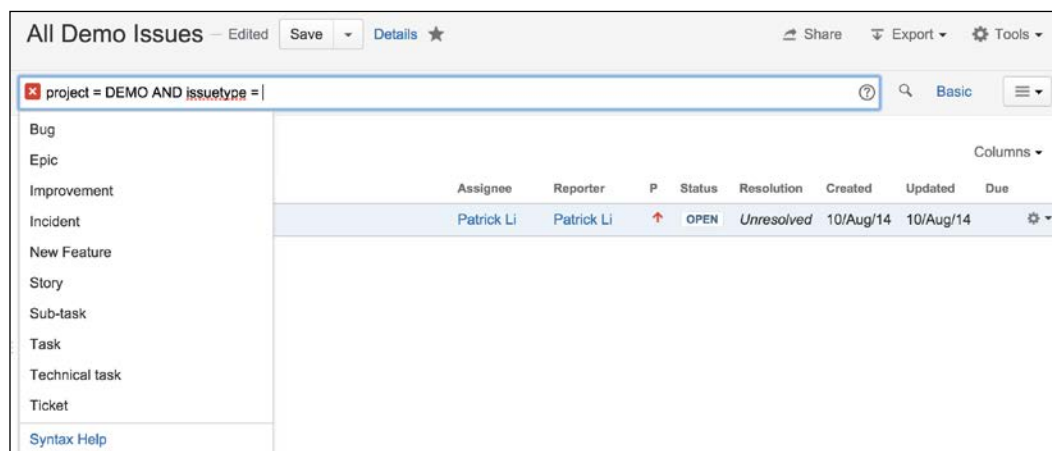 All Demo Issues – Edited Save Details Share Export Tools
project = DEMO AND issuetype = Basic
Bug
Epic
Columns
Improvement Assignee Reporter P Status Resolution Created Updated Due
Incident Patrick Li Patrick Li OPEN Unresolved 10/Aug/14 10/Aug/14
New Feature
Story
Sub-task
Task
Technical task
Ticket
Syntax Help